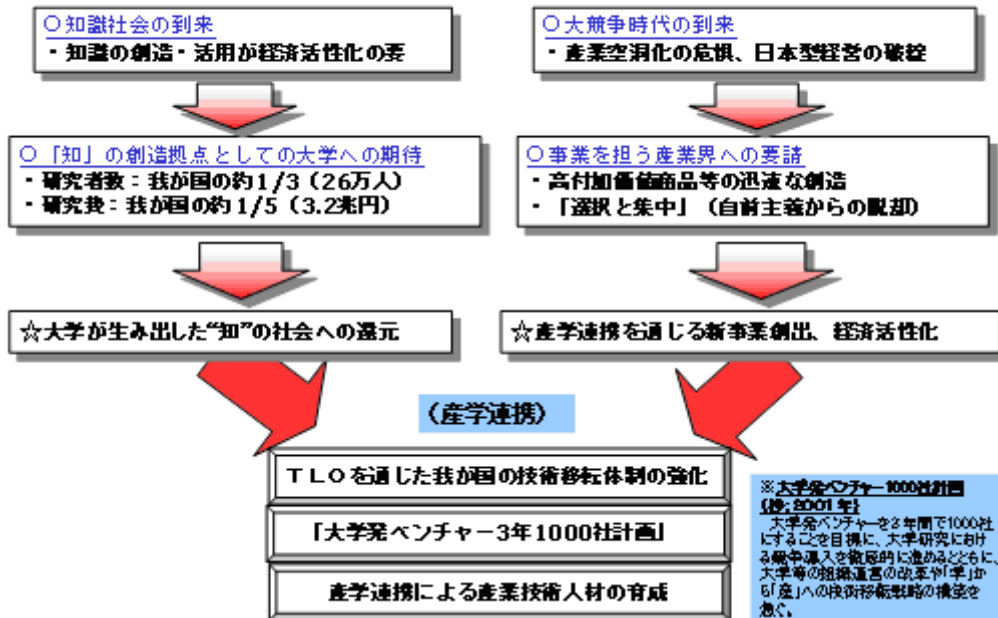 ○知識社会の到来
・知識の創造・活用が経済活性化の要
○大競争時代の到来
・産業空洞化の危惧、日本型経営の破綻
○「知」の創造拠点としての大学への期待
・研究者数：我が国の約1/3（26万人）
・研究費：我が国の約1/5（3.2兆円）
○事業を担う産業界への要請
・高付加価値商品等の迅速な創造
・「選択と集中」（自前主義からの脱却）
☆大学が生み出した“知”の社会への還元
☆産学連携を通じる新事業創出、経済活性化
（産学連携）
ＴＬＯを通じた我が国の技術移転体制の強化
「大学発ベンチャー3年1000社計画」
産学連携による産業技術人材の育成
※大学発ベンチャー1000社計画
2001年）
大学発ベンチャーを3年間で1000社
にすることを目標に、大学研究におけ
る競争導入を徹底的に進めるとともに、
大学等の組織運営の改革や「学」か
ら「産」への技術移転戦略の構築を
急ぐ。